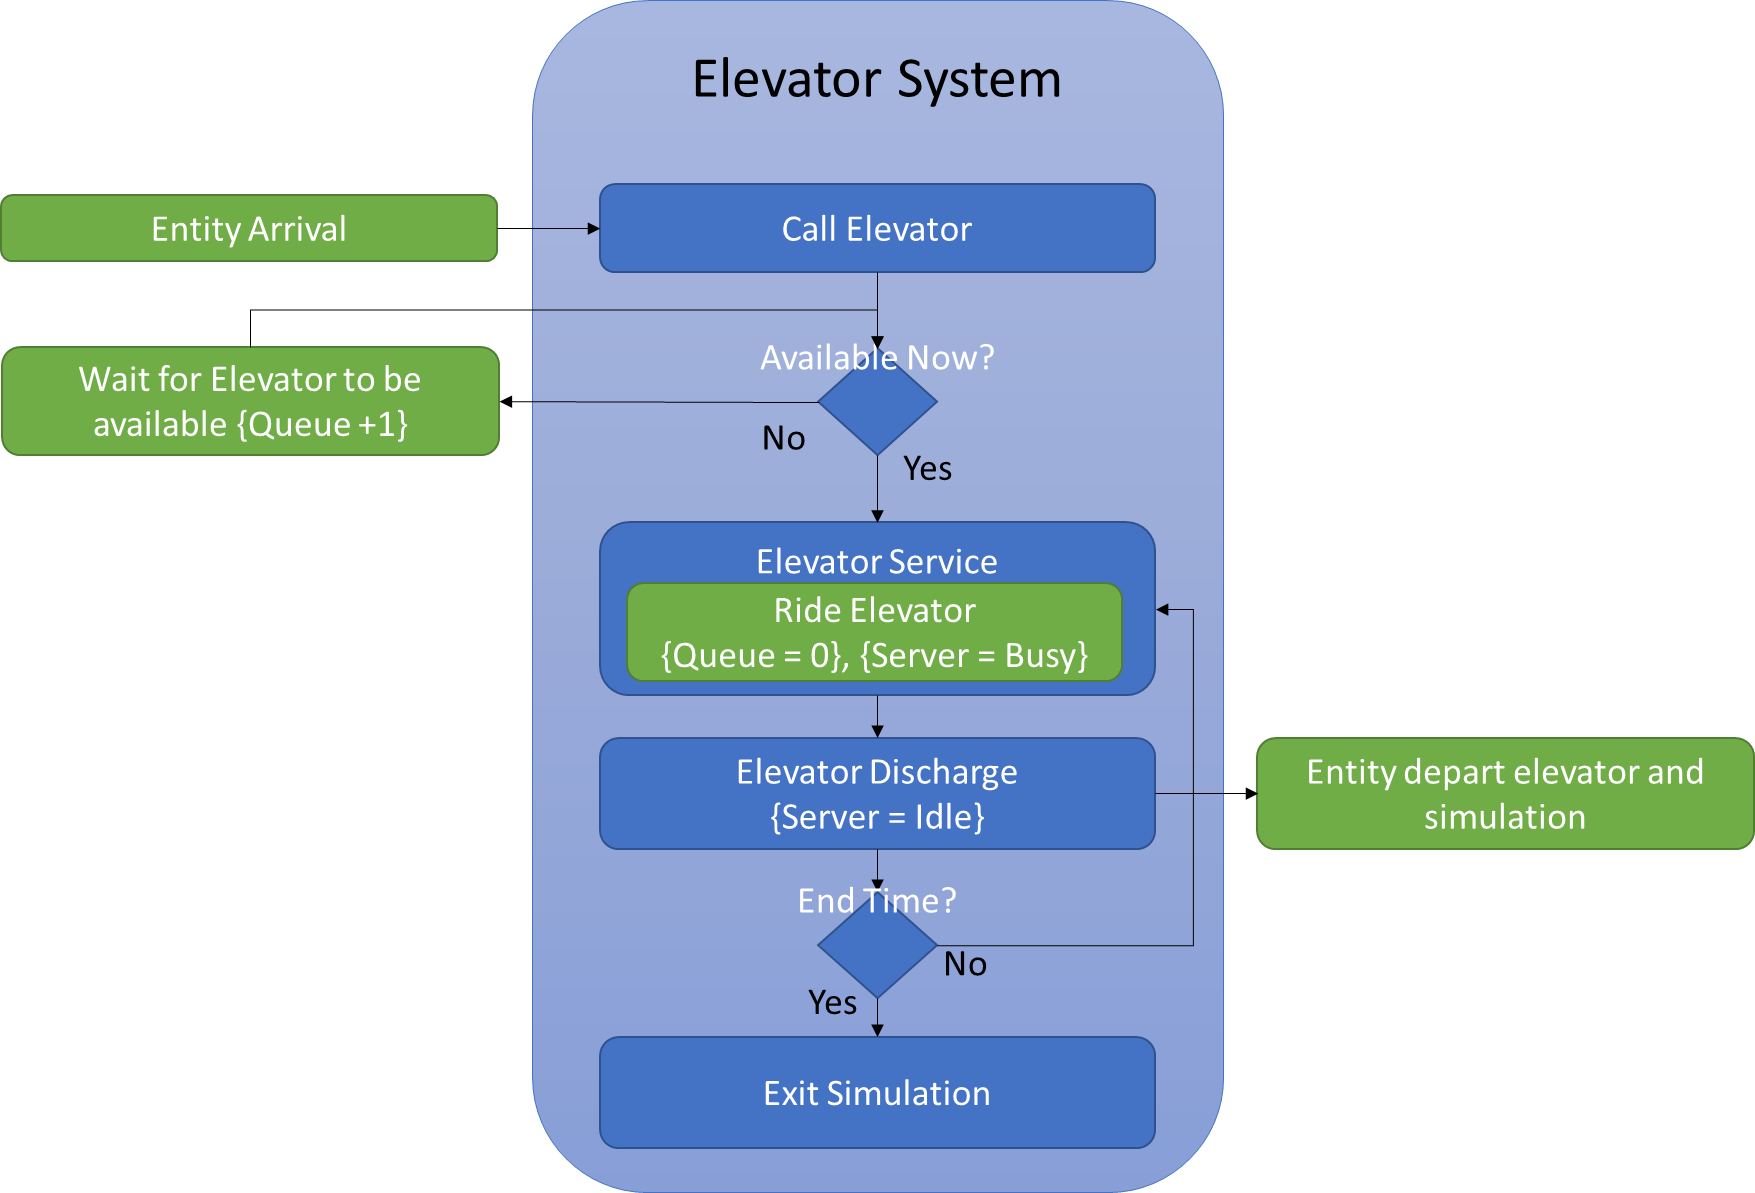 Elevator System
Entity Arrival
Call Elevator
Available Now?
Wait for Elevator to be
available {Queue +1}
No
Yes
Elevator Service
Ride Elevator
{Queue = 0}, {Server = Busy}
Elevator Discharge
{Server = Idle}
Entity depart elevator and
simulation
End Time?
No
Yes
Exit Simulation